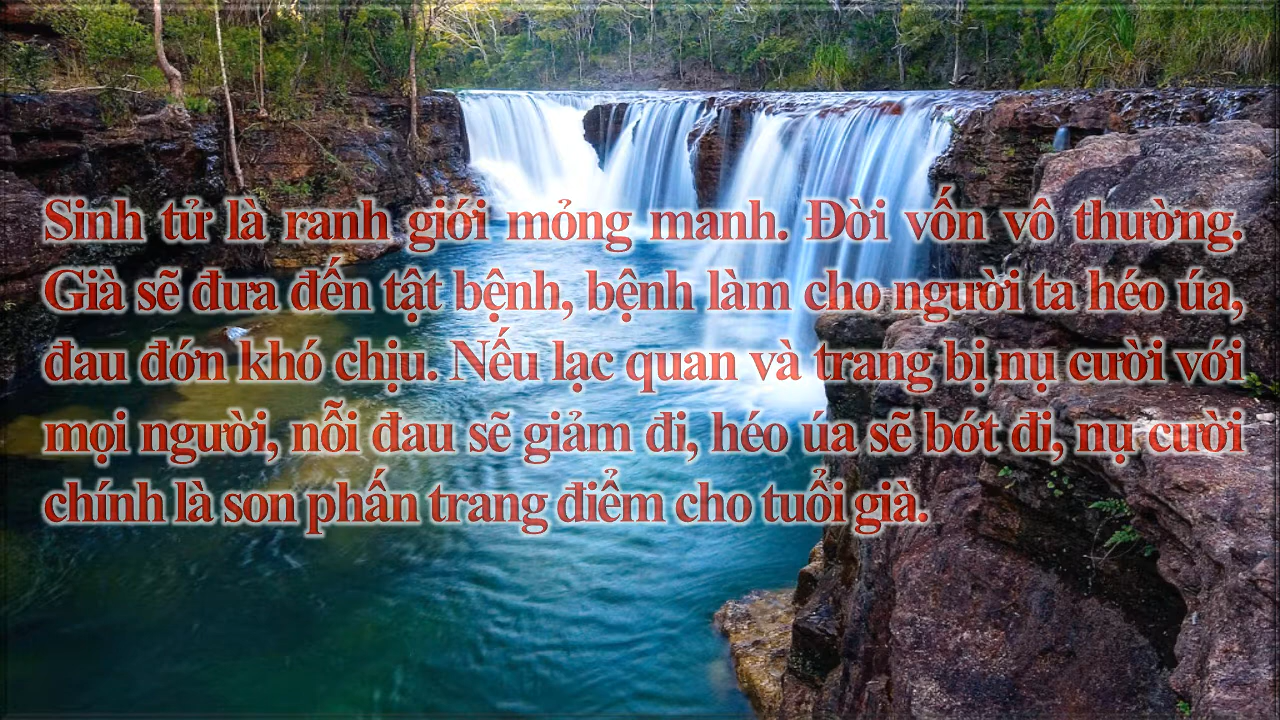 Sinh tử là ranh giới mỏng manh. Đời vốn vô thường.
Già sẽ đưa đến tật bệnh, bệnh làm cho người ta héo úa,
đau đớn khó chịu. Nếu lạc quan và trang bị nụ cười với
mọi người, nỗi đau sẽ giảm đi, héo úa sẽ bớt đi, nụ cười
chính là son phấn trang điểm cho tuổi già.